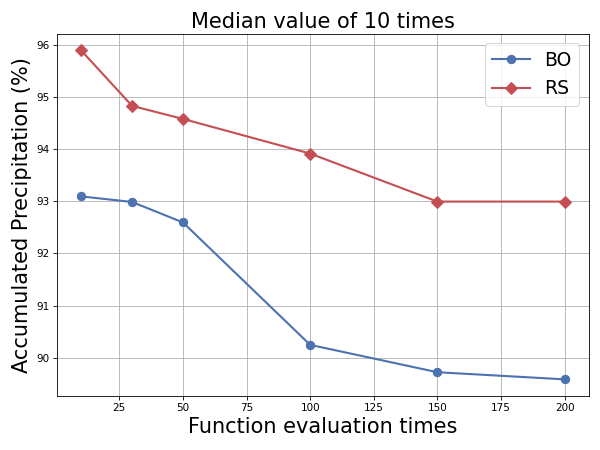 Median value of 10 times
Accumulated Precipitation (%)
96
95
94
93
92
91
90
BO
RS
25 50 75 100 125 150 175 200
Function evaluation times